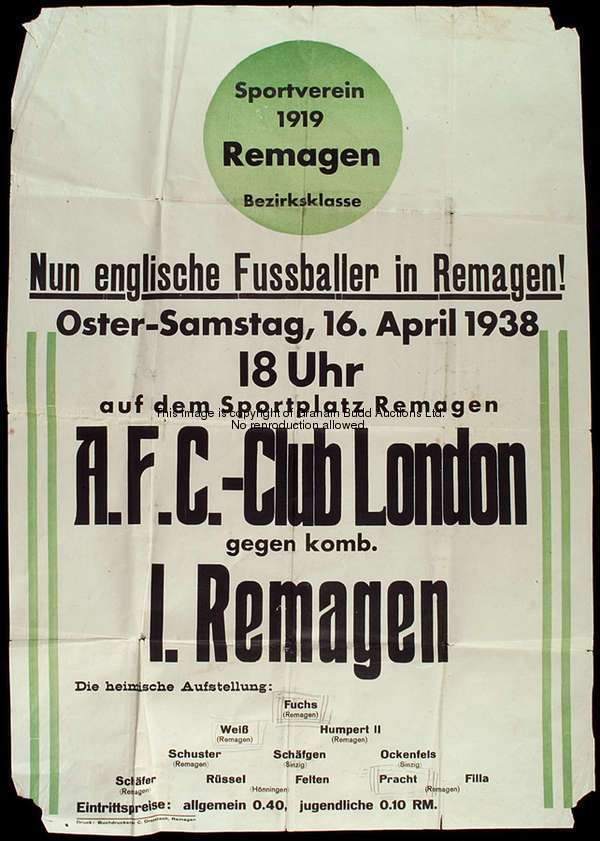 Sportverein
1919
Remagen
Bezirksklasse
Nun englische Fussballer in Remagen!
Oster-Samstag, 16. April 1938
18 Uhr
auf dem Sportplatz Remagen
This image is copyright of Graham Budd Auctions Ltd.
No reproduction allowed.
A.F.C.-Club London
gegen komb.
I. Remagen
Die heimische Aufstellung:
Fuchs
(Remagen)
Weiß Humpert II
(Remagen) (Remagen)
Schuster Schäfgen Ockenfels
(Remagen) (Sinzig) (Sinzig)
Schäfer Rüssel Felten Pracht Filla
(Remagen) (Hönningen) (Remagen)
Eintrittspreise: allgemein 0.40, jugendliche 0.10 RM.
Druck: Buchdruckerei C. Remagen